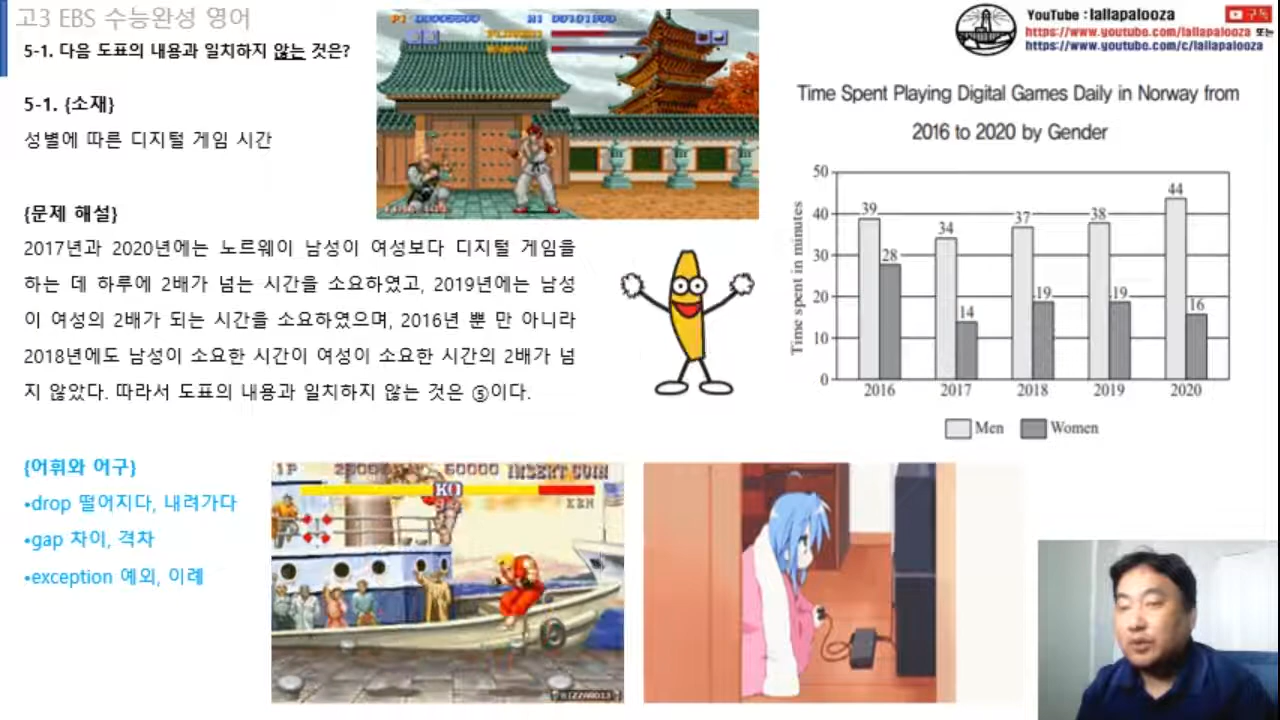 고3 EBS 수능완성 영어
5-1. 다음 도표의 내용과 일치하지 않는 것은?
5-1. {소재}
성별에 따른 디지털 게임 시간
{문제 해설}
2017년과 2020년에는 노르웨이 남성이 여성보다 디지털 게임을
하는 데 하루에 2배가 넘는 시간을 소요하였고, 2019년에는 남성
이 여성의 2배가 되는 시간을 소요하였으며, 2016년 뿐 만 아니라
2018년에도 남성이 소요한 시간이 여성이 소요한 시간의 2배가 넘
지 않았다. 따라서 도표의 내용과 일치하지 않는 것은 ⑤이다.
{어휘와 어구}
•drop 떨어지다, 내려가다
•gap 차이, 격차
•exception 예외, 이례
1P
50000 INSERT COIN
KO
KEN
YouTube : lallapalooza
구독
https://www.youtube.com/lallapalooza 또는
https://www.youtube.com/c/lallapalooza
Time Spent Playing Digital Games Daily in Norway from
2016 to 2020 by Gender
Time spent in minutes
50
40
30
20
10
0
39
28
34
14
37
19
38
19
44
16
2016 2017 2018 2019 2020
Men Women